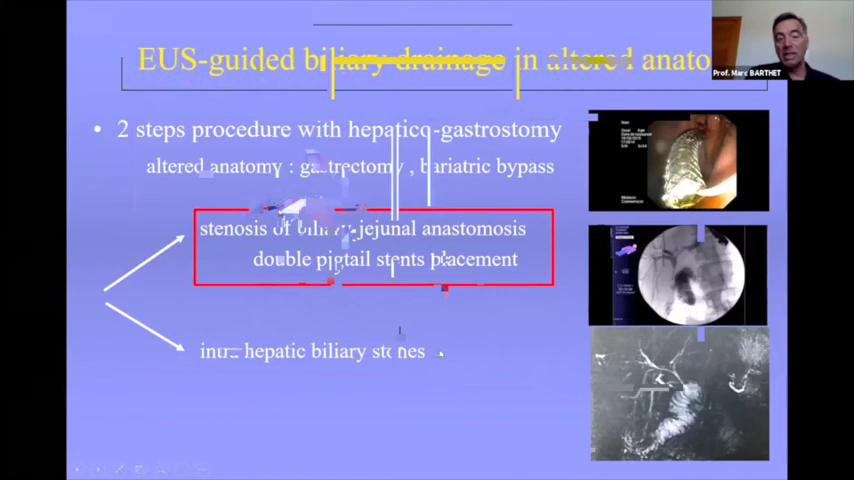 EUS-guided biliary drainage in altered anato
Prof. Marc BARTHET
• 2 steps procedure with hepatico-gastrostomy
altered anatomy : gastrectomy , bariatric bypass
stenosis of biliary-jejunal anastomosis
double pigtail stents placement
intra hepatic biliary stones